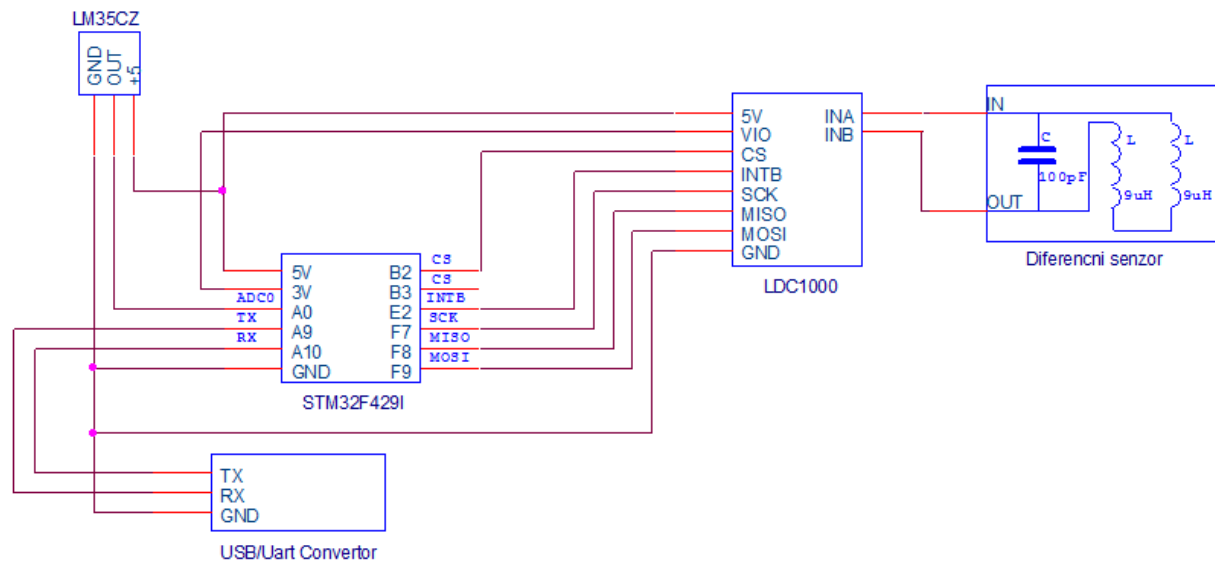 LM35CZ
GND
OUT
+5
5V
VIO
CS
INTB
SCK
MISO
MOSI
GND
INA
INB
LDC1000
IN
OUT
C
100pF
L
9uH
L
9uH
Diferencni senzor
5V
3V
A0
A9
A10
GND
ADC0
TX
RX
B2
B3
E2
F7
F8
F9
CS
CS
INTB
SCK
MISO
MOSI
STM32F429I
TX
RX
GND
USB/Uart Convertor